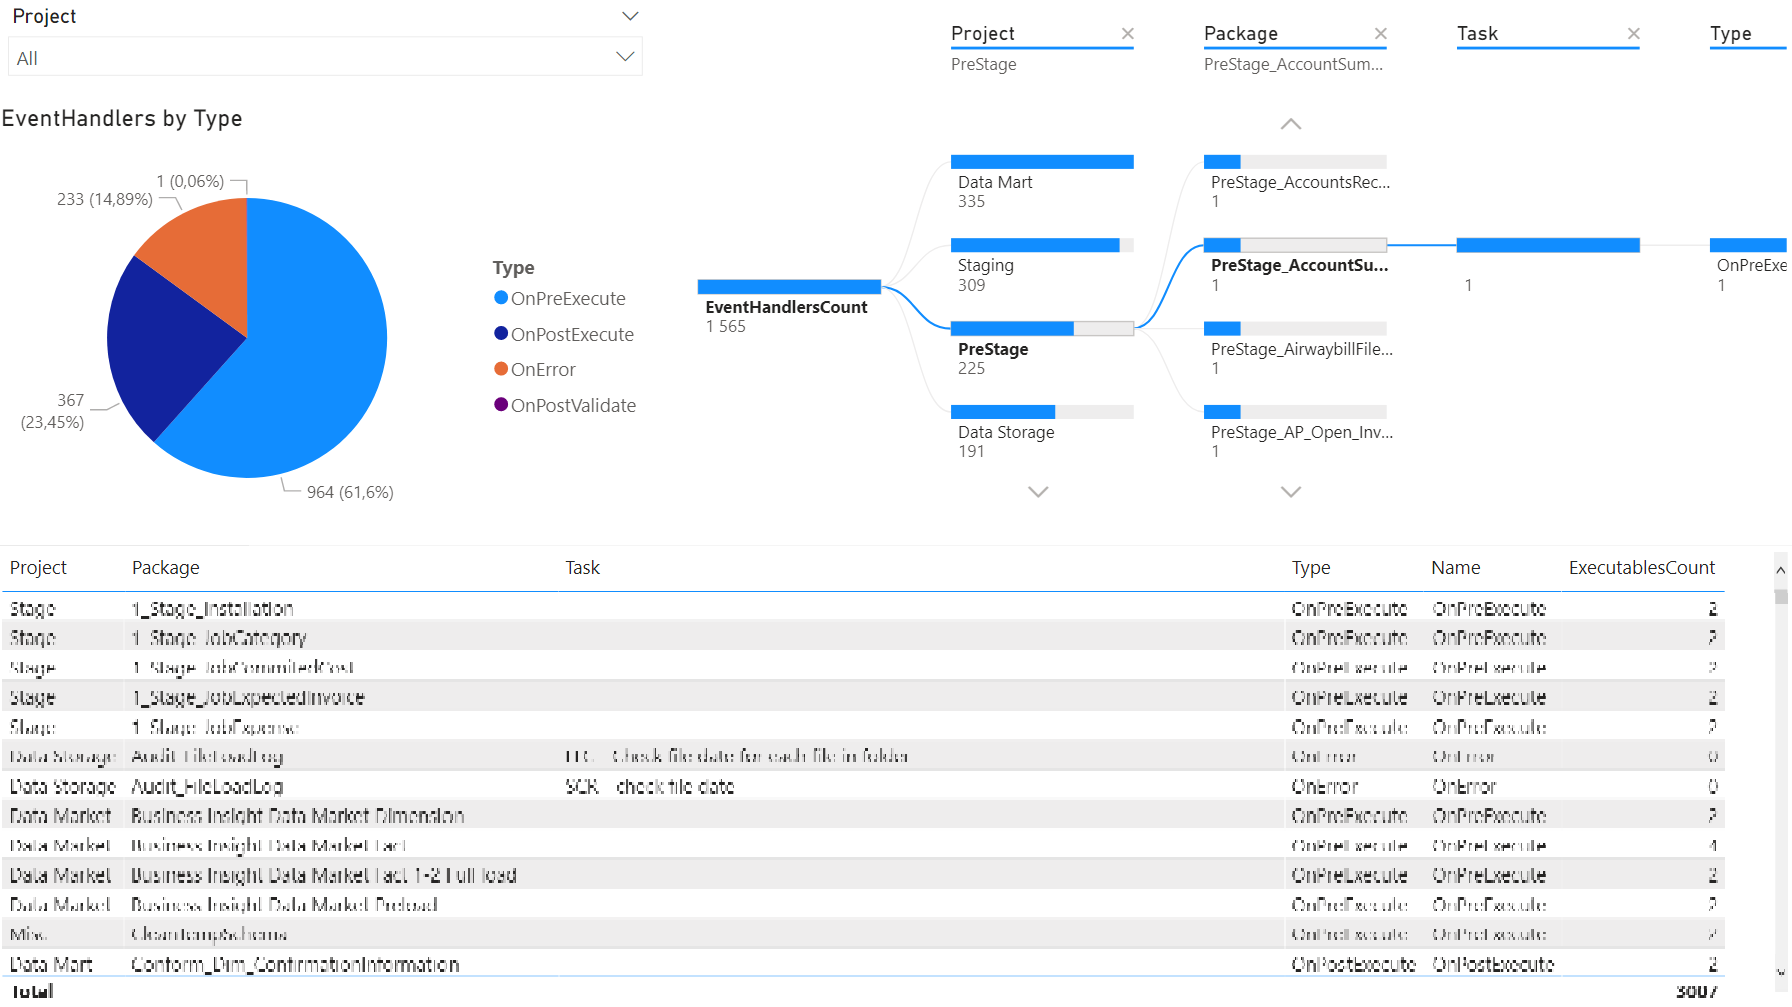 Project
All
EventHandlers by Type
1 (0,06%)
233 (14,89%)
367
(23,45%)
964 (61,6%)
Type
OnPreExecute
OnPostExecute
OnError
OnPostValidate
EventHandlersCount
1 565
Project
PreStage
Data Mart
335
Staging
309
PreStage
225
Data Storage
191
Package
PreStage_AccountSum...
PreStage_AccountsRec...
1
PreStage_AccountSu...
1
PreStage_AirwaybillFile...
1
PreStage_AP_Open_Inv...
1
Task
1
Type
OnPreExe
1
Project Package Task Type Name ExecutablesCount
Stage 1_Stage_Installation OnPreExecute OnPreExecute 2
Stage 1_Stage_JobCategory OnPreExecute OnPreExecute 2
Stage 1_Stage_JobCommitedCost OnPreExecute OnPreExecute 2
Stage 1_Stage_JobExpectedInvoice OnPreExecute OnPreExecute 2
Stage 1_Stage_JobExpense OnPreExecute OnPreExecute 2
Data Storage Audit_FileLoadLog Check file date for each file in folder OnError OnError 0
Data Storage Audit_FileLoadLog SCR check file date OnError OnError 0
Data Market Business Insight Data Market Dimension OnPreExecute OnPreExecute 2
Data Market Business Insight Data Market Fact OnPreExecute OnPreExecute 4
Data Market Business Insight Data Market Fact 1-2 Full load OnPreExecute OnPreExecute 2
Data Market Business Insight Data Market Preload OnPreExecute OnPreExecute 2
Misc CleanTempSchema OnPreExecute OnPreExecute 2
Data Mart Conform_Dim_ConfirmationInformation OnPostExecute OnPostExecute 2
Total